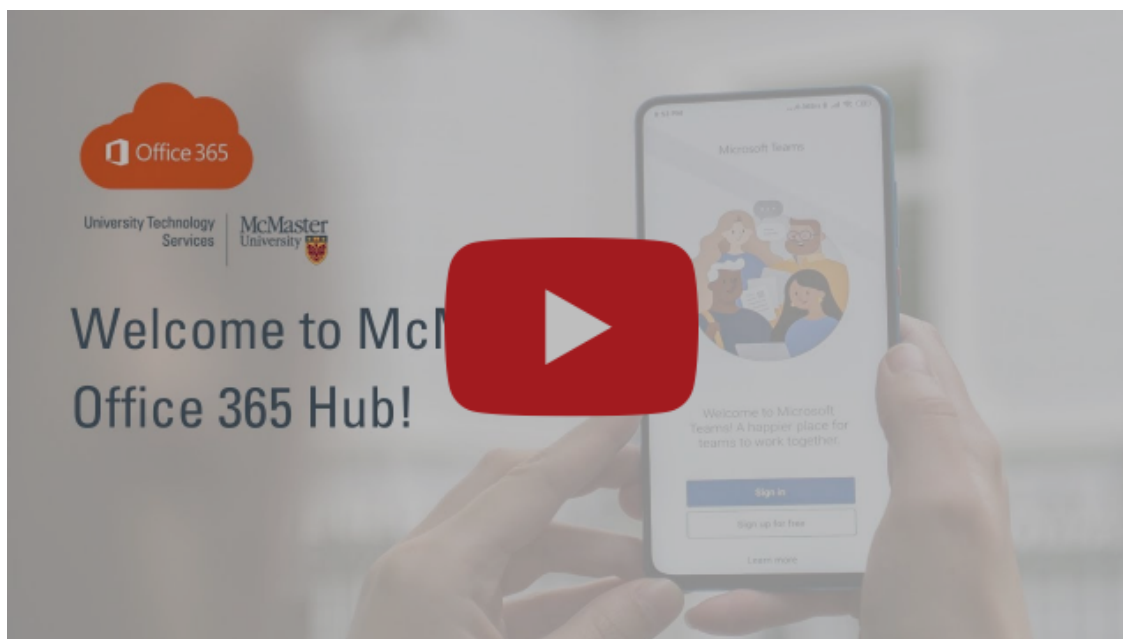 Office 365
University Technology
Services
McMaster
University
Welcome to McM
Office 365 Hub!
Microsoft Teams
Welcome to Microsoft
Teams! A happier place for
teams to work together.
Sign in
Sign up for free
Learn more